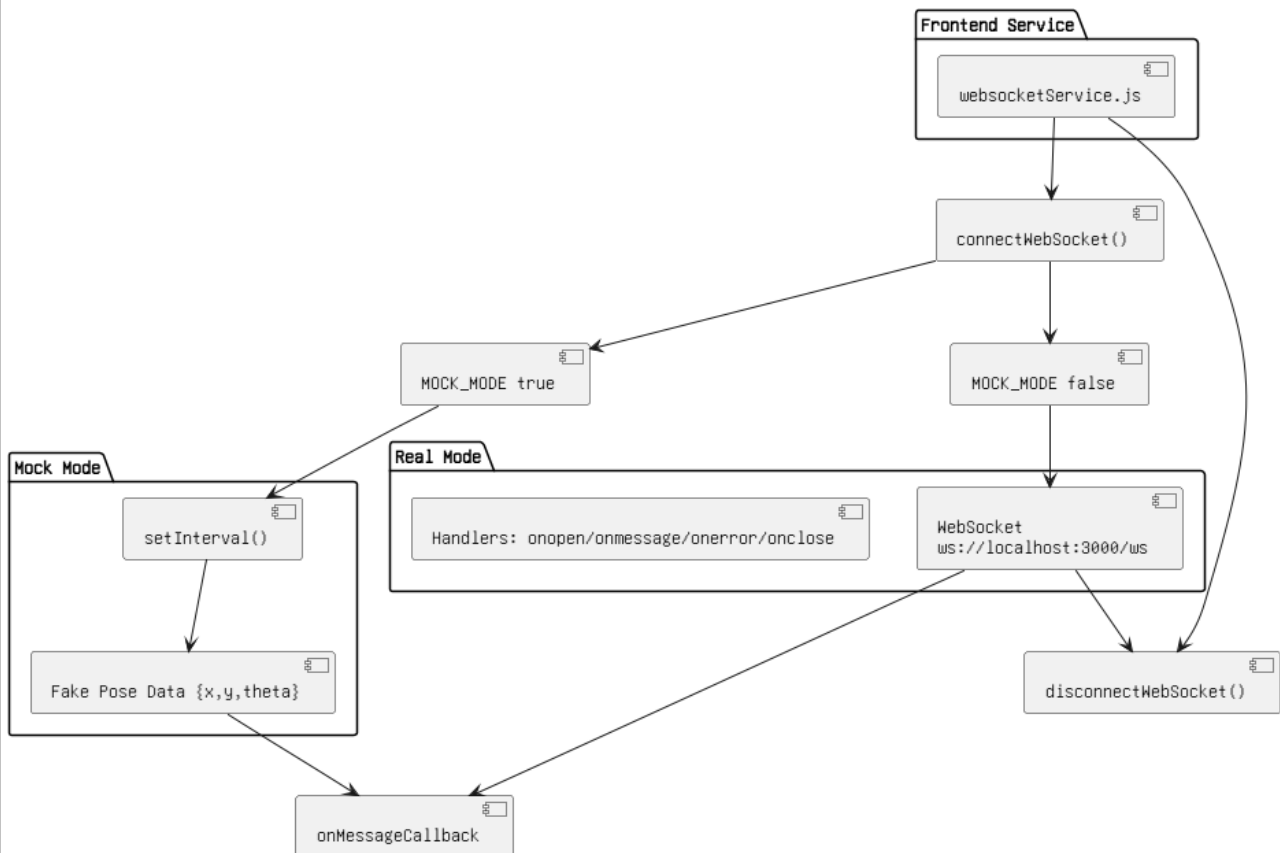 Frontend Service
websocketService.js
connectWebSocket()
MOCK_MODE true
MOCK_MODE false
Mock Mode
Real Mode
setInterval()
Handlers: onopen/onmessage/onerror/onclose
WebSocket
ws://localhost:3000/ws
Fake Pose Data {x,y,theta}
disconnectWebSocket()
onMessageCallback